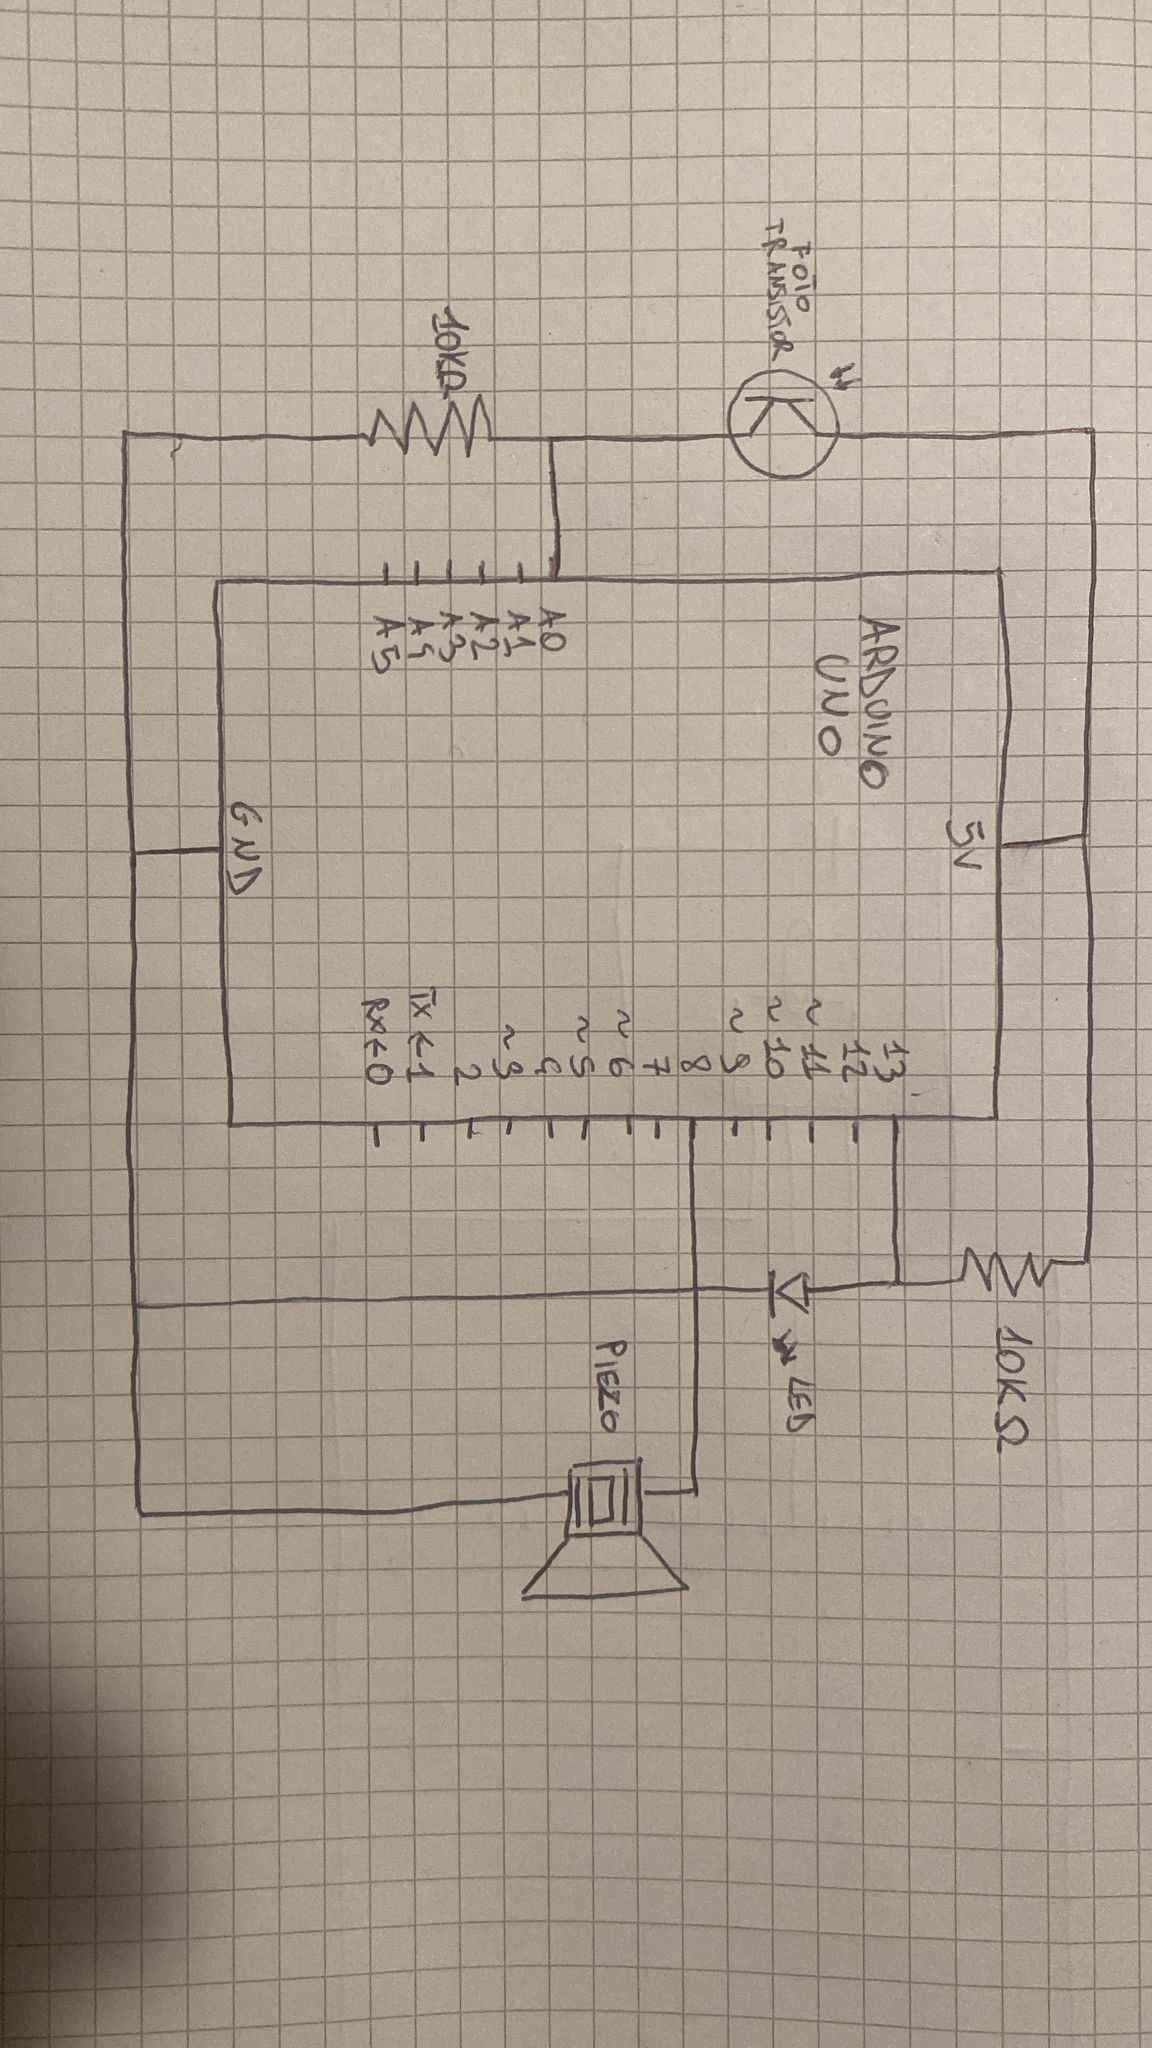 FOTO
TRANSISTOR
10KΩ
ARDUINO
UNO
5V
A0
A1
A2
A3
A4
A5
GND
13
12
~11
~10
~9
8
7
~6
~5
4
~3
2
TX←1
RX←0
10KΩ
LED
PIEZO